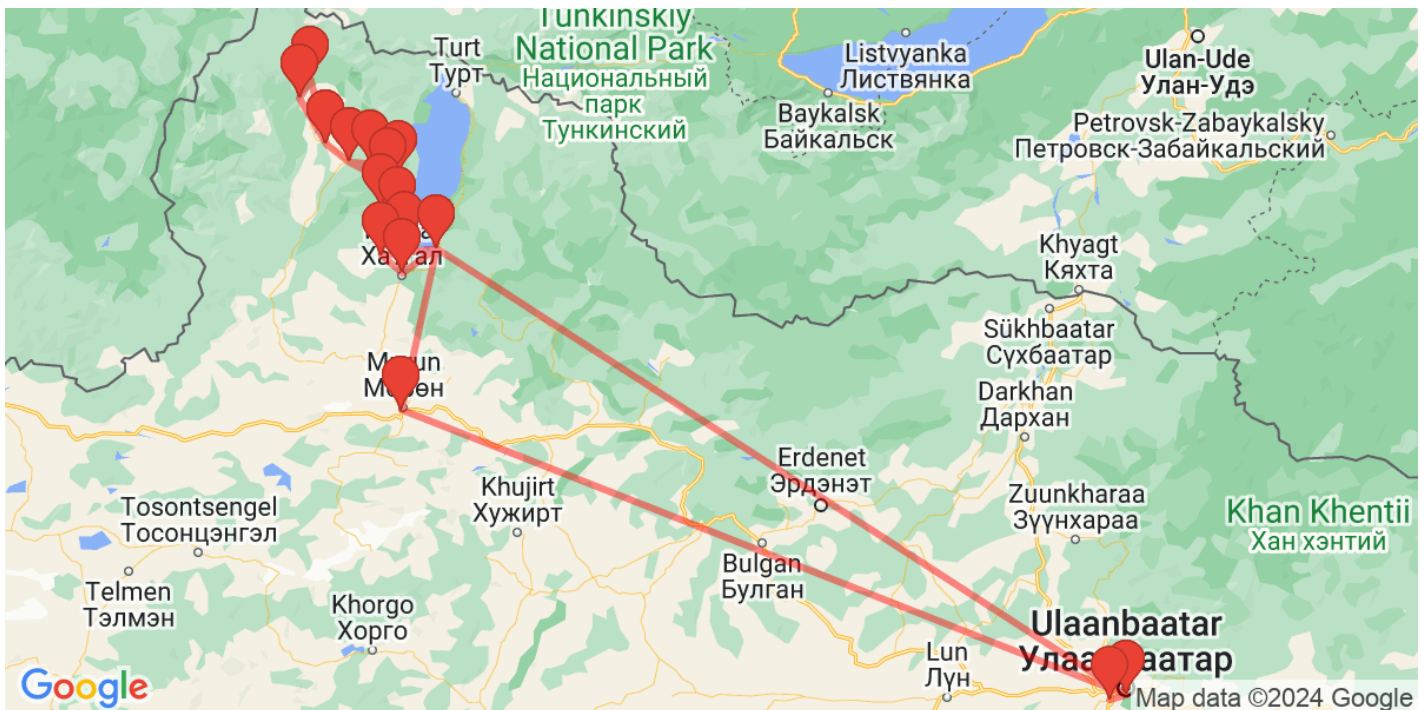 Tunkinskiy
National Park
Национальный
парк
Тункинский
Turt
Турт
Listvyanka
Листвянка
Baykalsk
Байкальск
Ulan-Ude
Улан-Удэ
Petrovsk-Zabaykalsky
Петровск-Забайкальский
Khyagt
Кяхта
Sükhbaatar
Сүхбаатар
Darkhan
Дархан
Erdenet
Эрдэнэт
Khujirt
Хужирт
Zuunkharaa
Зүүнхараа
Khan Khentii
Хан хэнтий
Tosontsengel
Тосонцэнгэл
Bulgan
Булган
Telmen
Тэлмэн
Khorgo
Хорго
Ulaanbaatar
Lun
Лүн
Google
Map data ©2024 Google